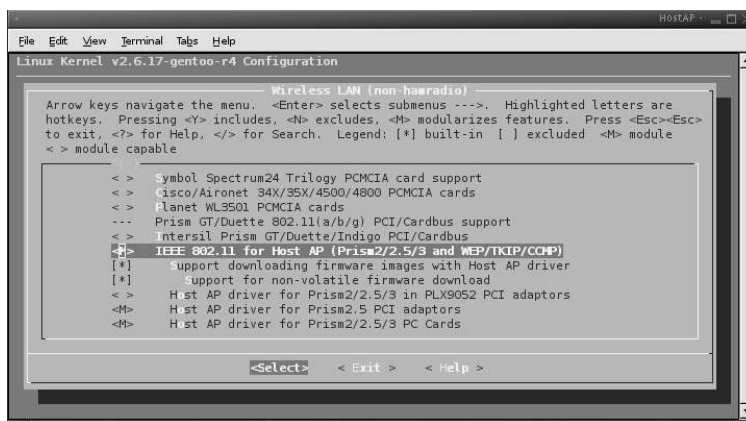 HostAP -
File Edit View Terminal Tabs Help
Linux Kernel v2.6.17-gentoo-r4 Configuration
Wireless LAN (non-hamradio)
Arrow keys navigate the menu. <Enter> selects submenus --->. Highlighted letters are
hotkeys. Pressing <Y> includes, <N> excludes, <M> modularizes features. Press <Esc><Esc>
to exit, <?> for Help, </> for Search. Legend: [*] built-in [ ] excluded <M> module
< > module capable
^(-)
< > Symbol Spectrum24 Trilogy PCMCIA card support
< > Cisco/Aironet 34X/35X/4500/4800 PCMCIA cards
< > Planet WL3501 PCMCIA cards
--- Prism GT/Duette 802.11(a/b/g) PCI/Cardbus support
< > Intersil Prism GT/Duette/Indigo PCI/Cardbus
<M> IEEE 802.11 for Host AP (Prism2/2.5/3 and WEP/TKIP/CCMP)
[*] Support downloading firmware images with Host AP driver
[*] Support for non-volatile firmware download
< > Host AP driver for Prism2/2.5/3 in PLX9052 PCI adaptors
<M> Host AP driver for Prism2.5 PCI adaptors
<M> Host AP driver for Prism2/2.5/3 PC Cards
<Select> < Exit > < Help >